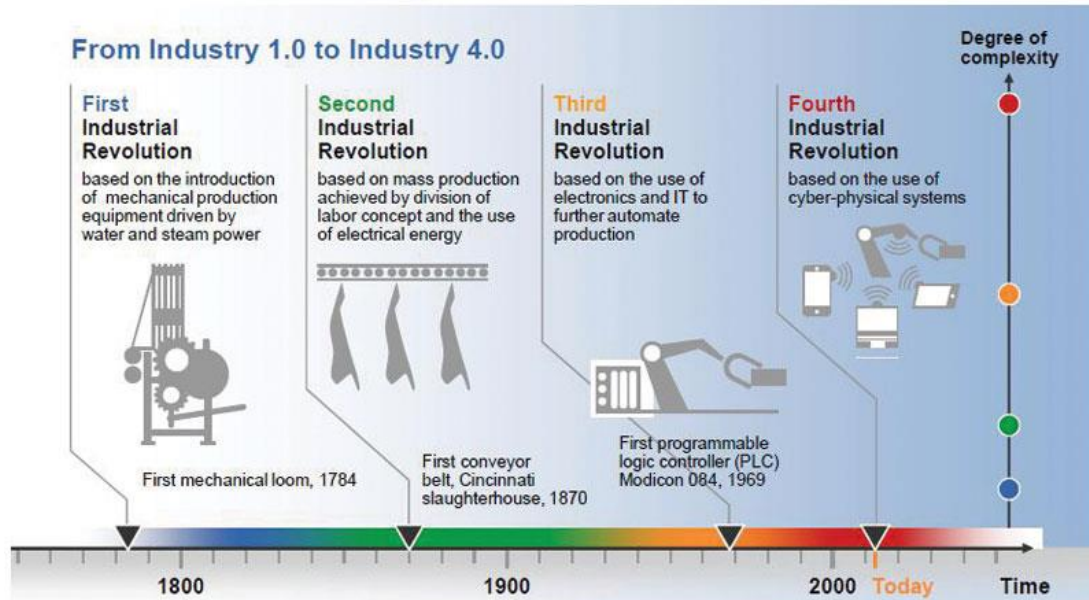 From Industry 1.0 to Industry 4.0
Degree of
complexity
First
Industrial
Revolution
based on the introduction
of mechanical production
equipment driven by
water and steam power
Second
Industrial
Revolution
based on mass production
achieved by division of
labor concept and the use
of electrical energy
Third
Industrial
Revolution
based on the use of
electronics and IT to
further automate
production
Fourth
Industrial
Revolution
based on the use of
cyber-physical systems
First mechanical loom, 1784
First conveyor
belt, Cincinnati
slaughterhouse, 1870
First programmable
logic controller (PLC)
Modicon 084, 1969
1800
1900
2000
Today
Time